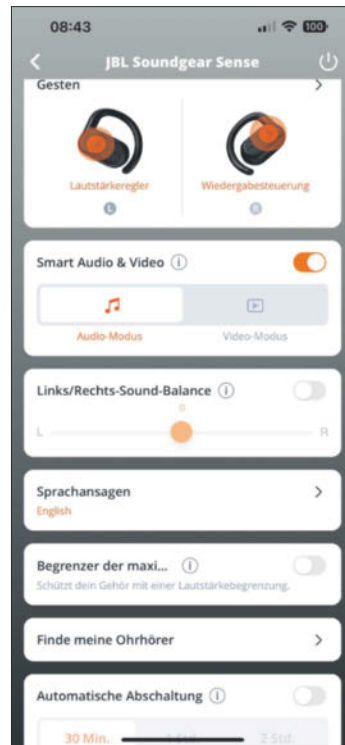 08:43
100
JBL Soundgear Sense
Gesten
Lautstärkeregler
Wiedergabesteuerung
L
R
Smart Audio & Video
Audio-Modus
Video-Modus
Links/Rechts-Sound-Balance
0
L
R
Sprachansagen
English
Begrenzer der maxi...
Schützt dein Gehör mit einer Lautstärkebegrenzung.
Finde meine Ohrhörer
Automatische Abschaltung
30 Min.
2 Std.